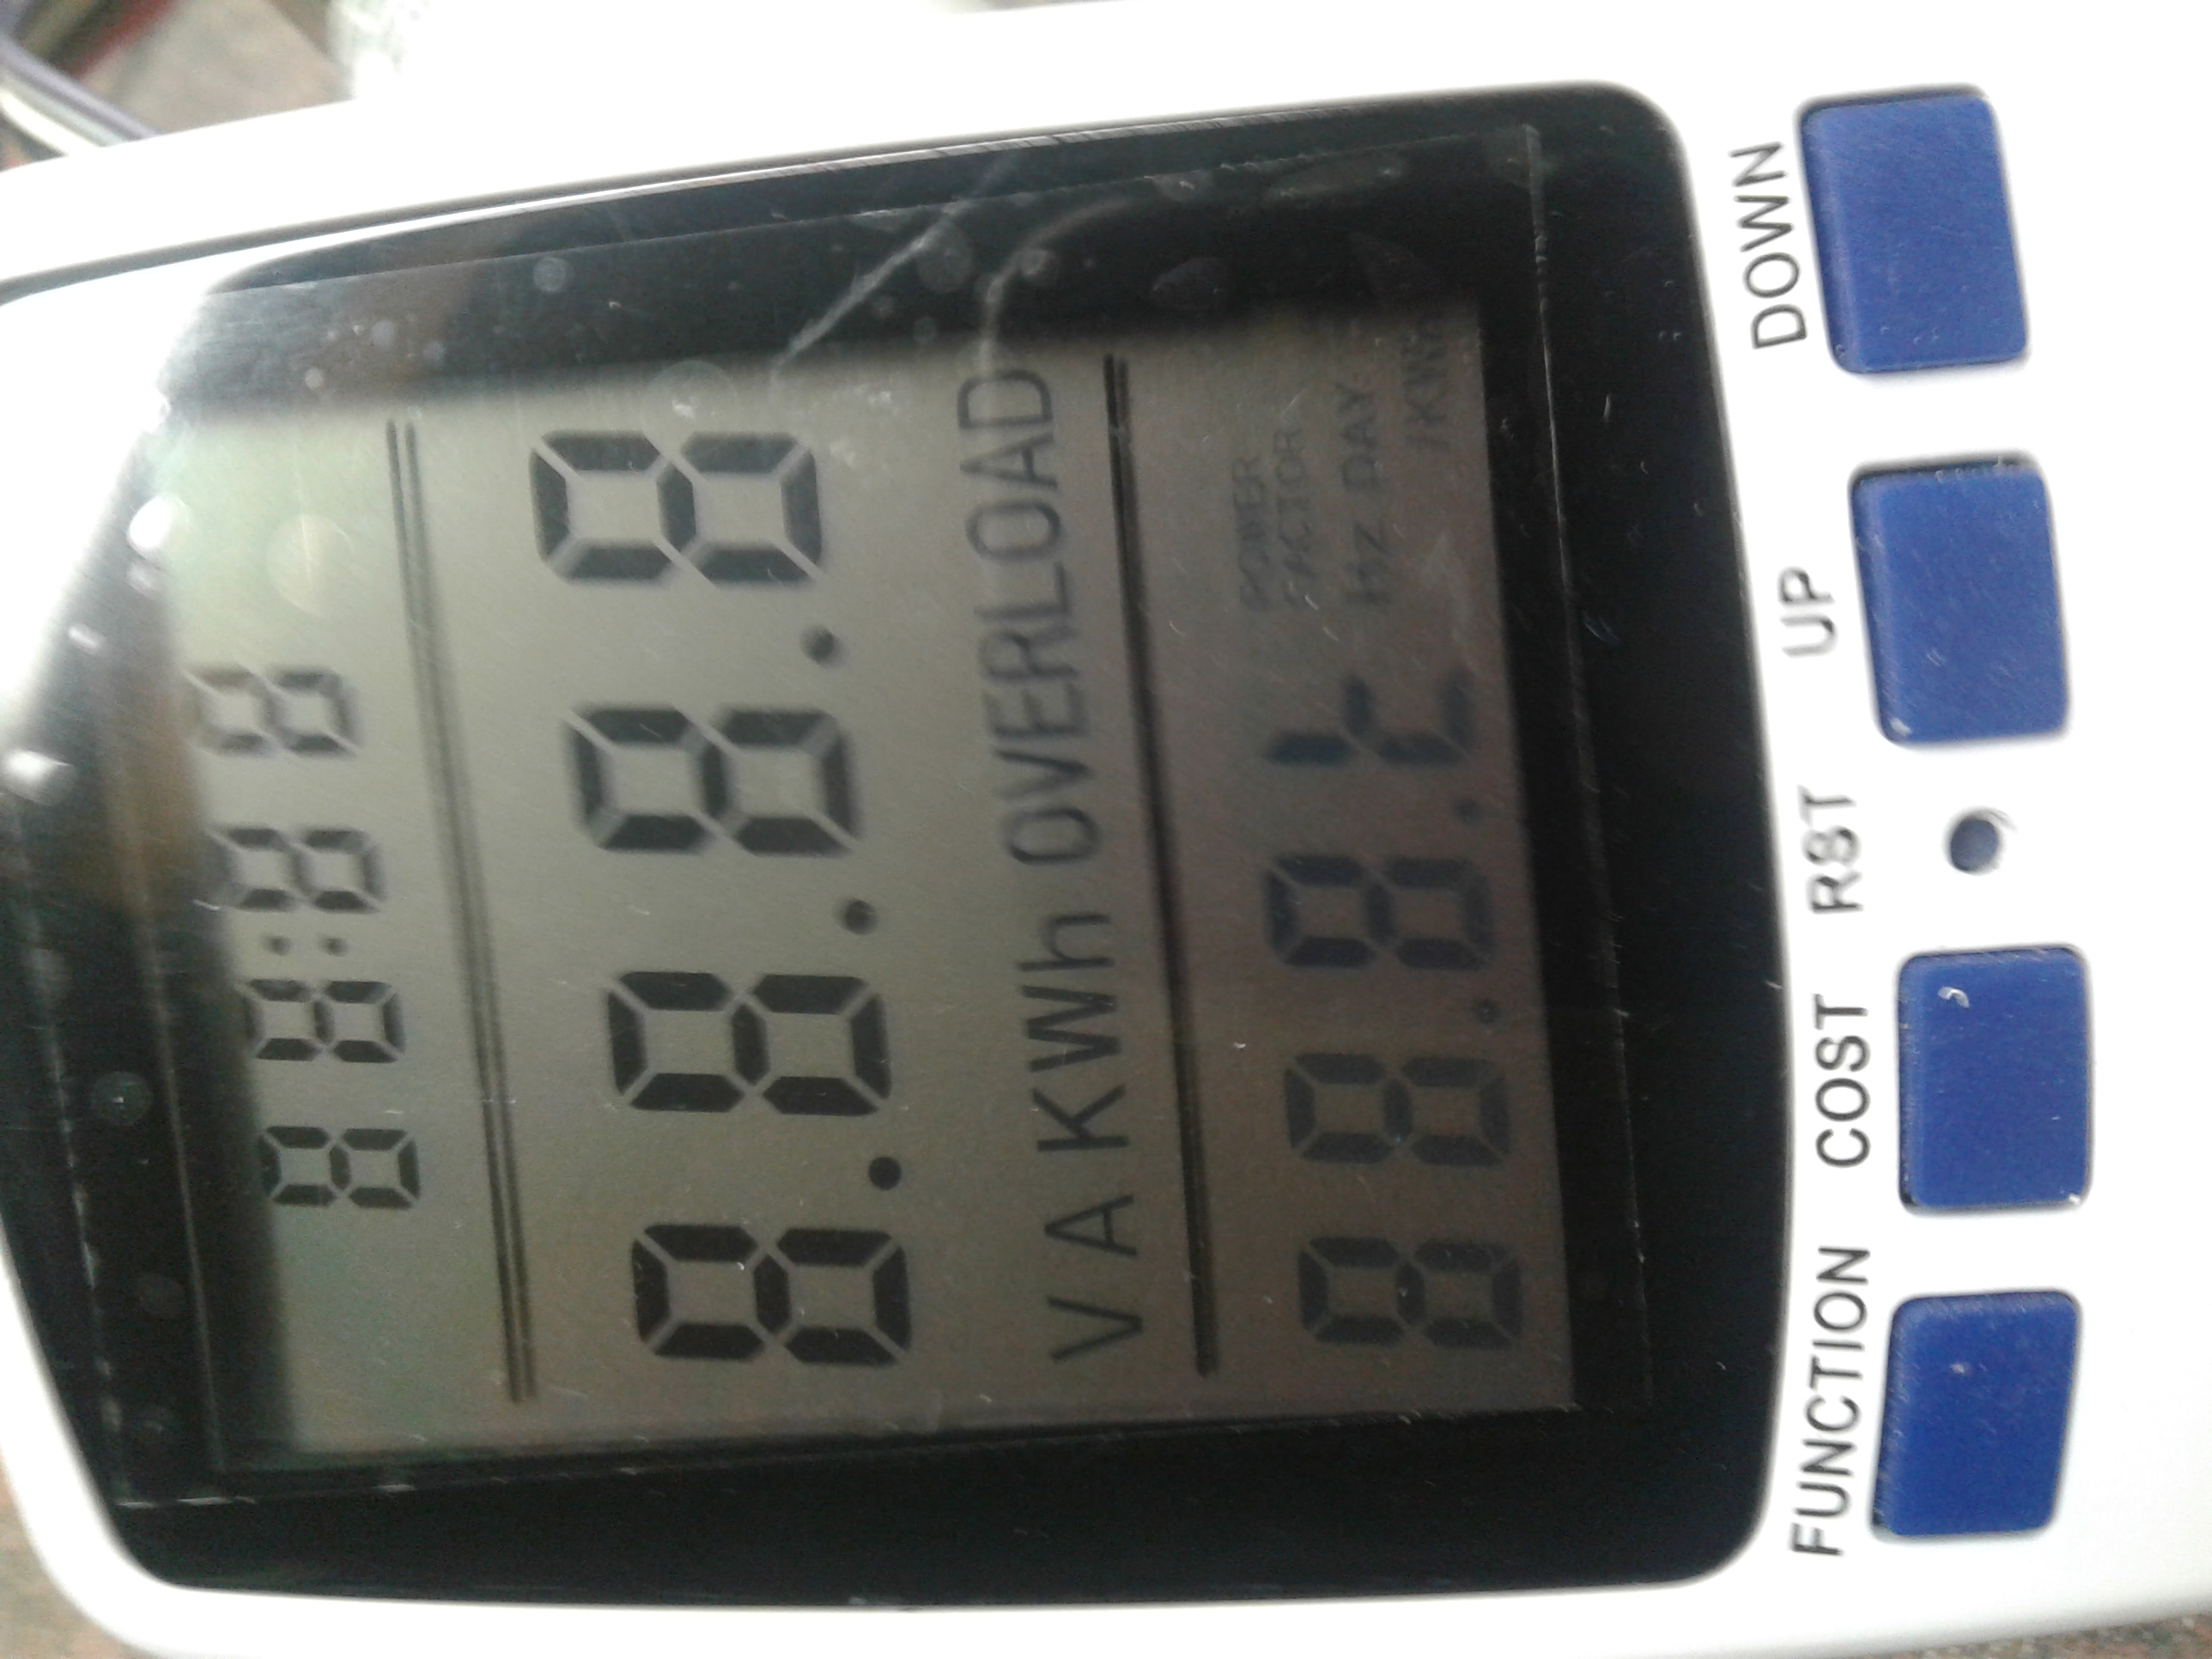 88:88
8.8.8.8
V A KWh OVERLOAD
88.8.t
POWER
FACTOR
Hz DAY
/KWh
FUNCTION COST RST UP DOWN